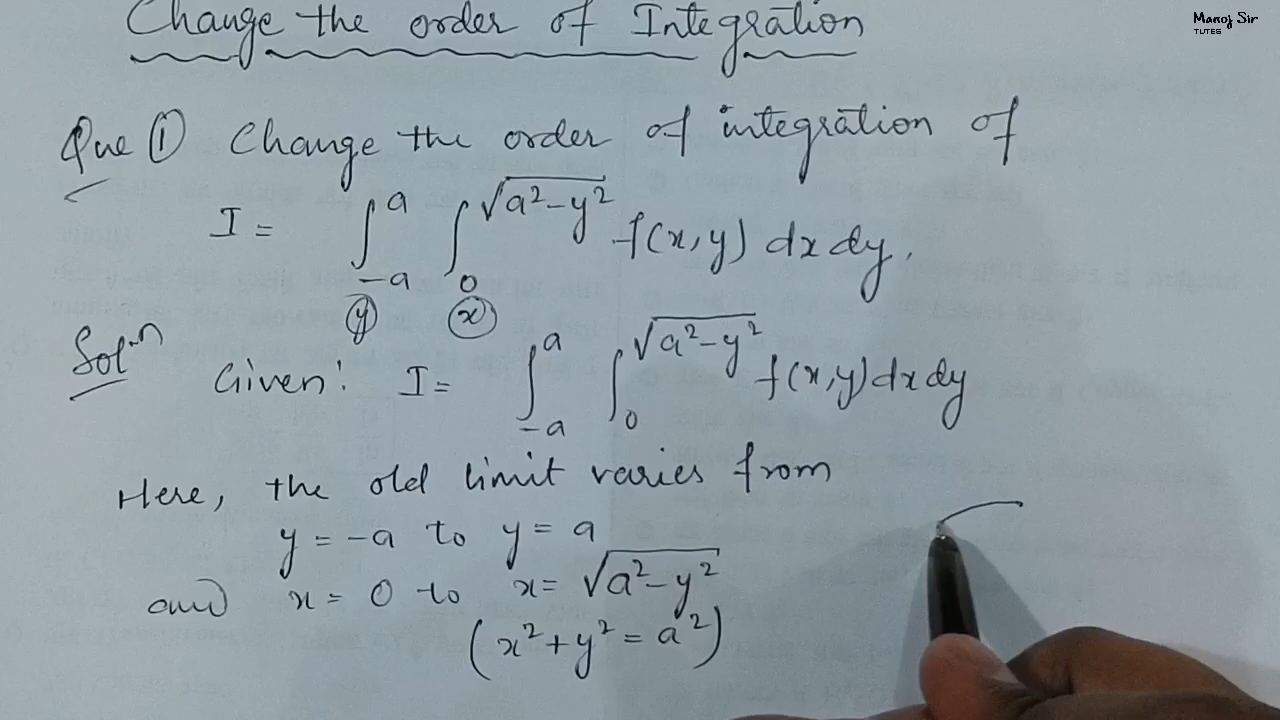 Manoj Sir
TUTES
Change the order of Integration
Que ① Change the order of integration of
I = ∫_{-a}^{a} ∫_{0}^{√(a²-y²)} f(x,y) dx dy.
ⓨ ⓧ
Solⁿ
Given: I = ∫_{-a}^{a} ∫_{0}^{√(a²-y²)} f(x,y) dx dy
Here, the old limit varies from
y = -a to y = a
and x = 0 to x = √(a²-y²)
(x² + y² = a²)